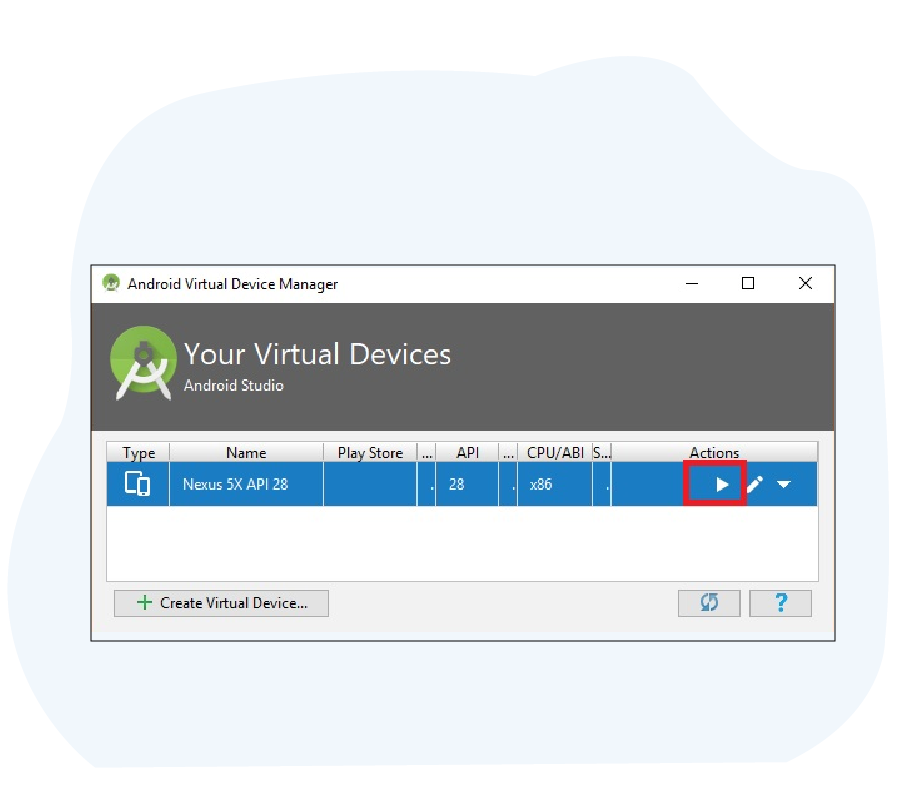 Android Virtual Device Manager
Your Virtual Devices
Android Studio
Type Name Play Store ... API ... CPU/ABI S... Actions
Nexus 5X API 28 . 28 . x86 .
Create Virtual Device... ?